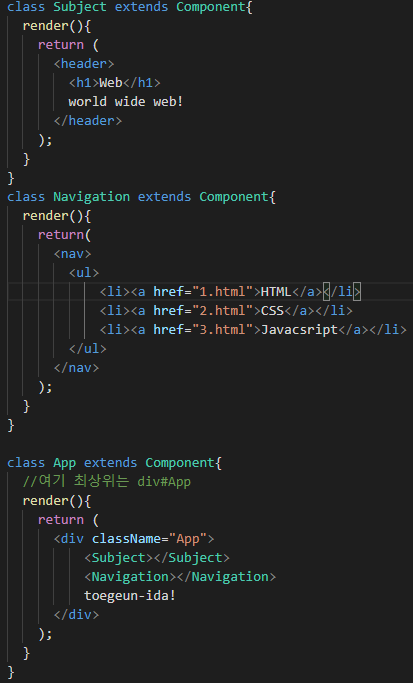 class Subject extends Component{
  render(){
    return (
      <header>
        <h1>Web</h1>
        world wide web!
      </header>
    );
  }
}
class Navigation extends Component{
  render(){
    return(
      <nav>
        <ul>
            <li><a href="1.html">HTML</a></li>
            <li><a href="2.html">CSS</a></li>
            <li><a href="3.html">Javacsript</a></li>
        </ul>
      </nav>
    );
  }
}

class App extends Component{
  //여기 최상위는 div#App
  render(){
    return (
      <div className="App">
          <Subject></Subject>
          <Navigation></Navigation>
          toegeun-ida!
      </div>
    );
  }
}